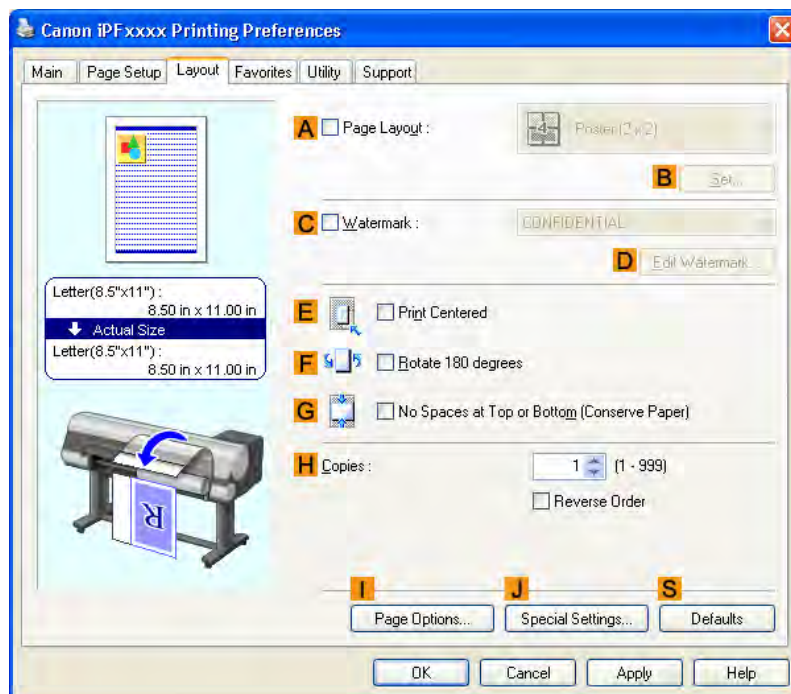 Canon iPFxxxx Printing Preferences
Main Page Setup Layout Favorites Utility Support
A Page Layout : 4 Poster (2 x 2)
B Set...
C Watermark : CONFIDENTIAL
D Edit Watermark...
Letter(8.5"x11") :
8.50 in x 11.00 in
Actual Size
Letter(8.5"x11") :
8.50 in x 11.00 in
E Print Centered
F Rotate 180 degrees
G No Spaces at Top or Bottom (Conserve Paper)
H Copies : 1 (1 - 999)
Reverse Order
R
I J S
Page Options... Special Settings... Defaults
OK Cancel Apply Help